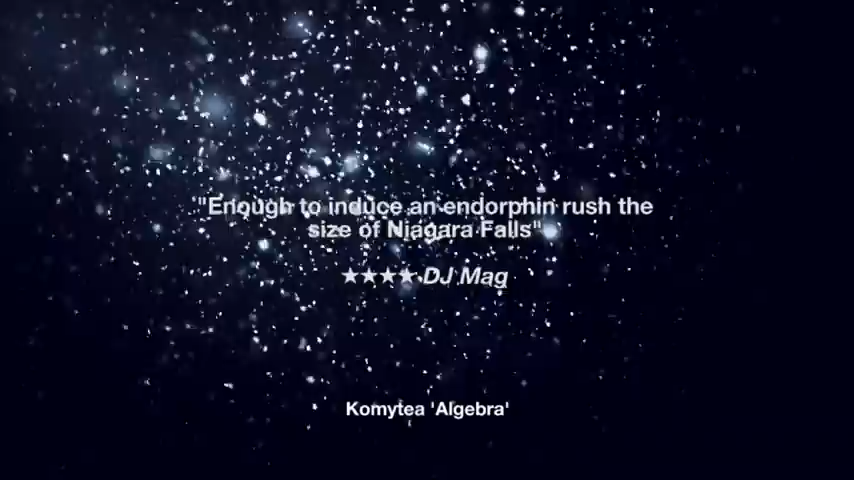 "Enough to induce an endorphin rush the
size of Niagara Falls"
★★★★ DJ Mag
Komytea 'Algebra'